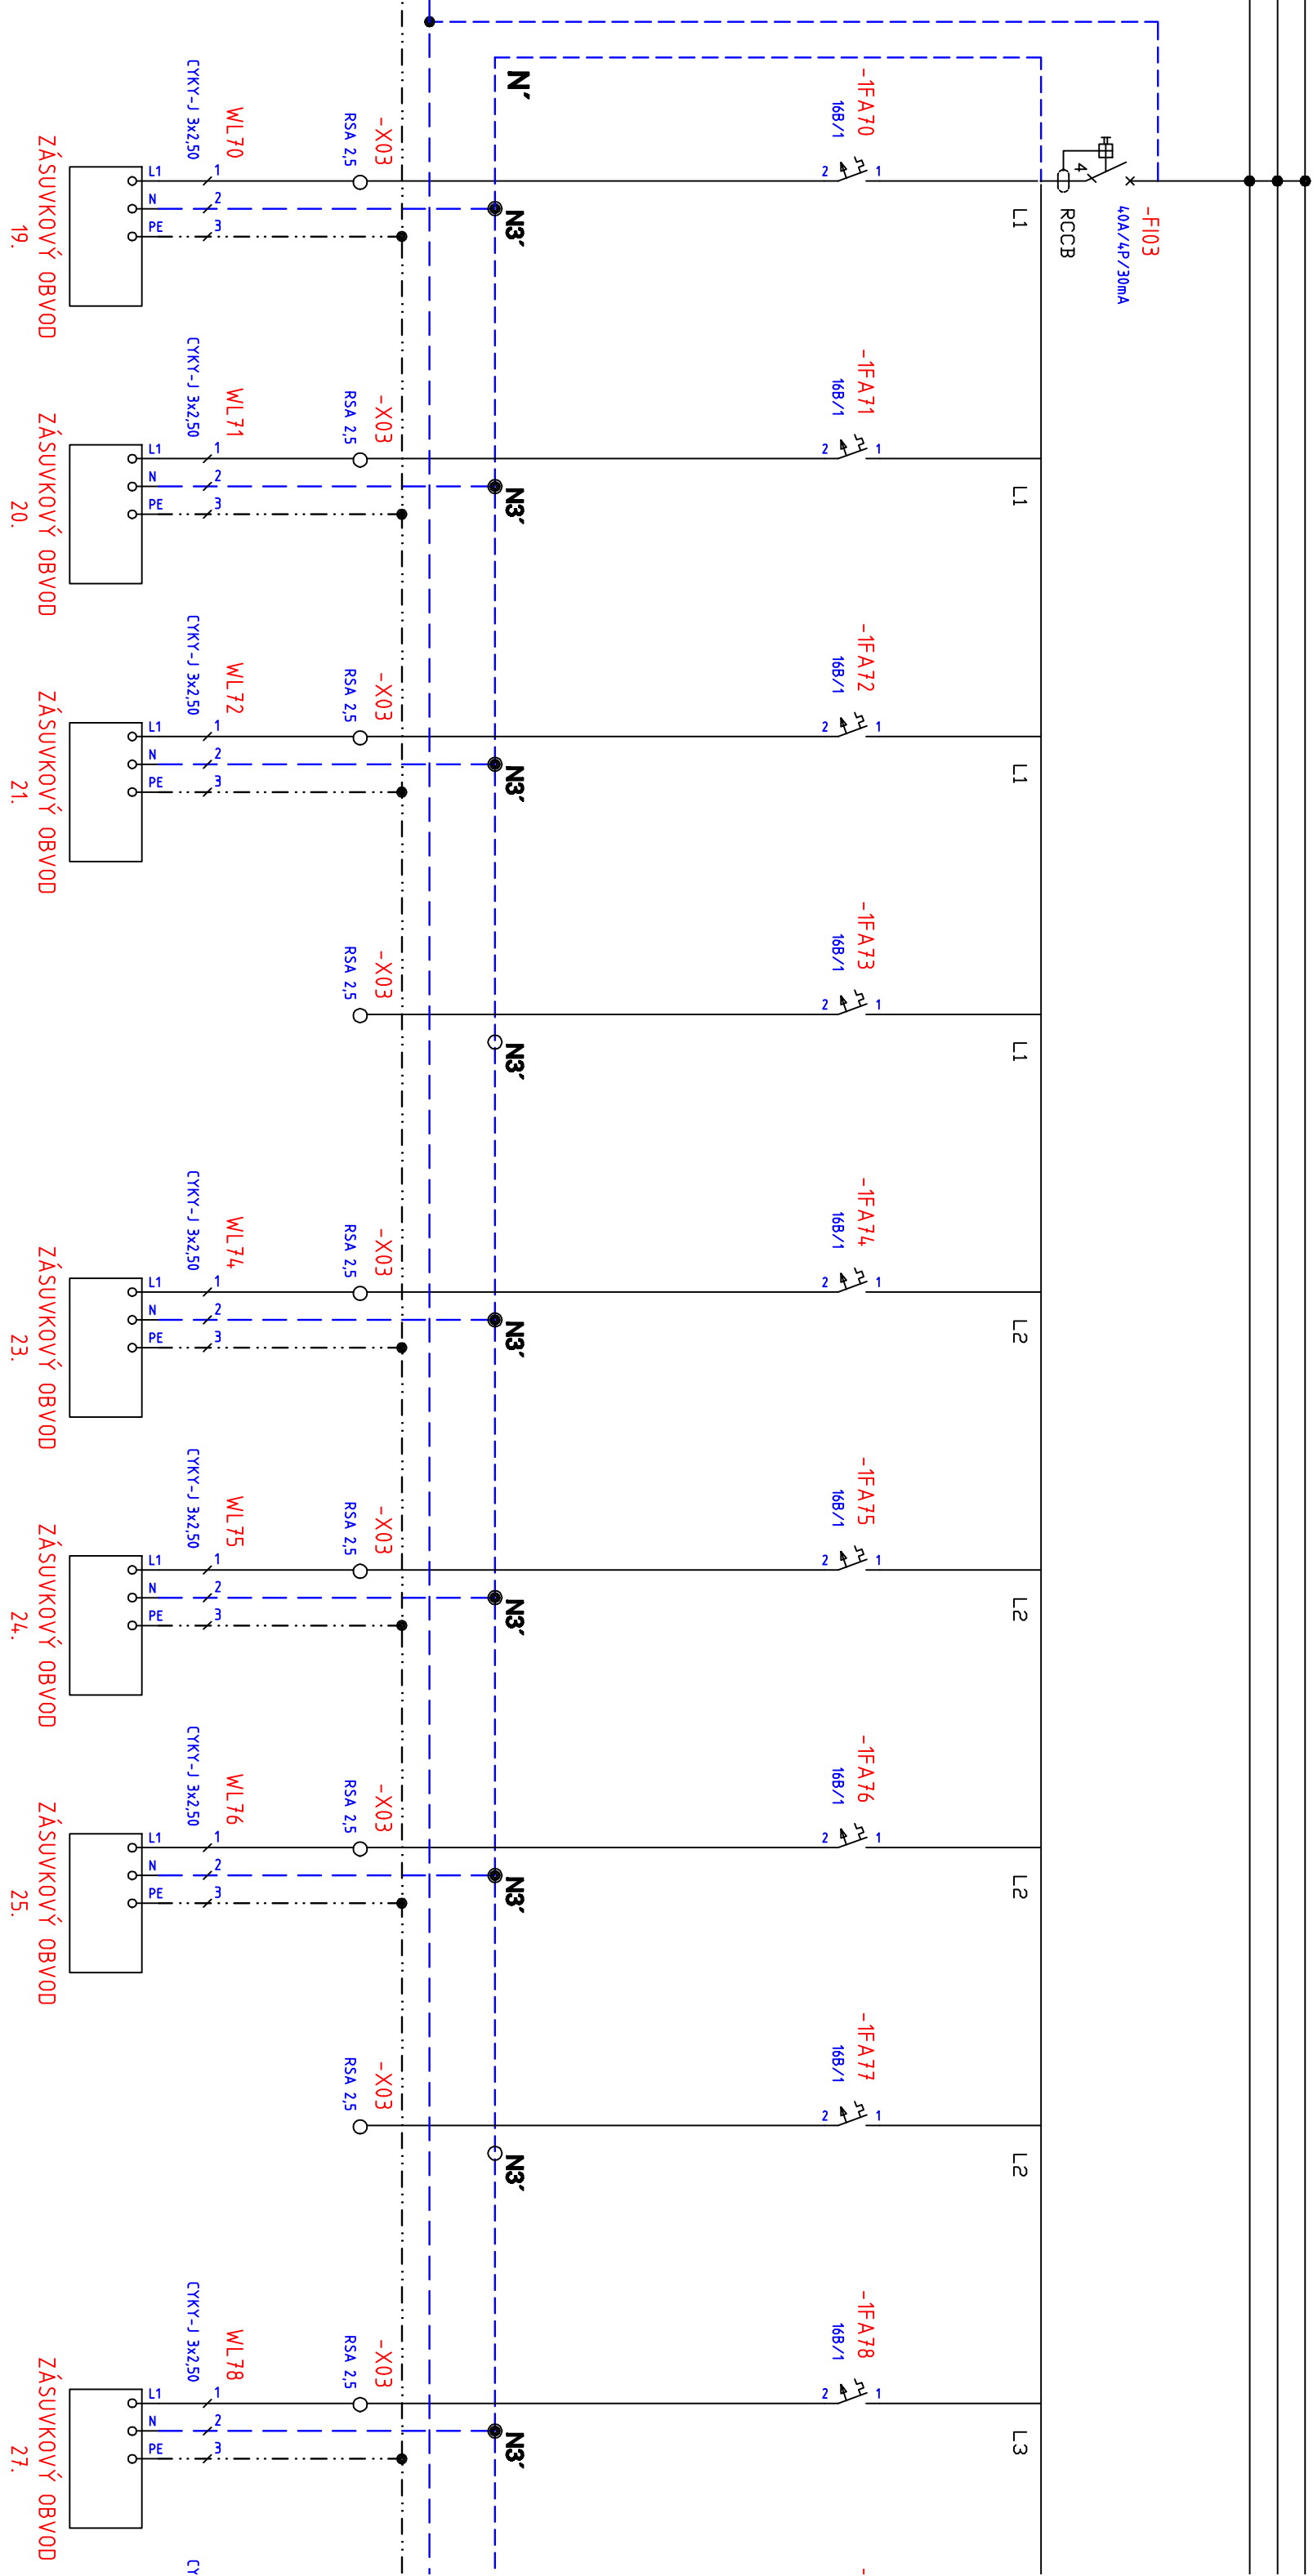 -FI03
40A/4P/30mA
4
RCCB
N'
L1
-1FA70
16B/1
1
2
N3'
-X03
RSA 2,5
WL70
CYKY-J 3x2,50
L1
1
N
2
PE
3
ZÁSUVKOVÝ OBVOD
19.
L1
-1FA71
16B/1
1
2
N3'
-X03
RSA 2,5
WL71
CYKY-J 3x2,50
L1
1
N
2
PE
3
ZÁSUVKOVÝ OBVOD
20.
L1
-1FA72
16B/1
1
2
N3'
-X03
RSA 2,5
WL72
CYKY-J 3x2,50
L1
1
N
2
PE
3
ZÁSUVKOVÝ OBVOD
21.
L1
-1FA73
16B/1
1
2
N3'
-X03
RSA 2,5
L2
-1FA74
16B/1
1
2
N3'
-X03
RSA 2,5
WL74
CYKY-J 3x2,50
L1
1
N
2
PE
3
ZÁSUVKOVÝ OBVOD
23.
L2
-1FA75
16B/1
1
2
N3'
-X03
RSA 2,5
WL75
CYKY-J 3x2,50
L1
1
N
2
PE
3
ZÁSUVKOVÝ OBVOD
24.
L2
-1FA76
16B/1
1
2
N3'
-X03
RSA 2,5
WL76
CYKY-J 3x2,50
L1
1
N
2
PE
3
ZÁSUVKOVÝ OBVOD
25.
L2
-1FA77
16B/1
1
2
N3'
-X03
RSA 2,5
L3
-1FA78
16B/1
1
2
N3'
-X03
RSA 2,5
WL78
CYKY-J 3x2,50
L1
1
N
2
PE
3
ZÁSUVKOVÝ OBVOD
27.
-
CY